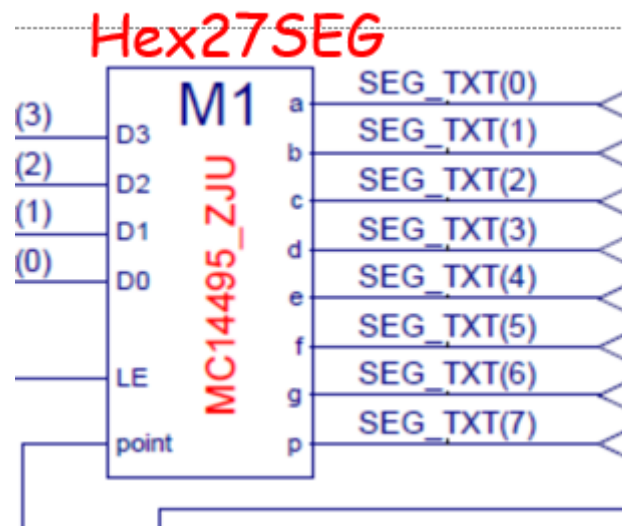 Hex27SEG
M1
MC14495_ZJU
(3)
(2)
(1)
(0)
D3
D2
D1
D0
LE
point
a
b
c
d
e
f
g
p
SEG_TXT(0)
SEG_TXT(1)
SEG_TXT(2)
SEG_TXT(3)
SEG_TXT(4)
SEG_TXT(5)
SEG_TXT(6)
SEG_TXT(7)